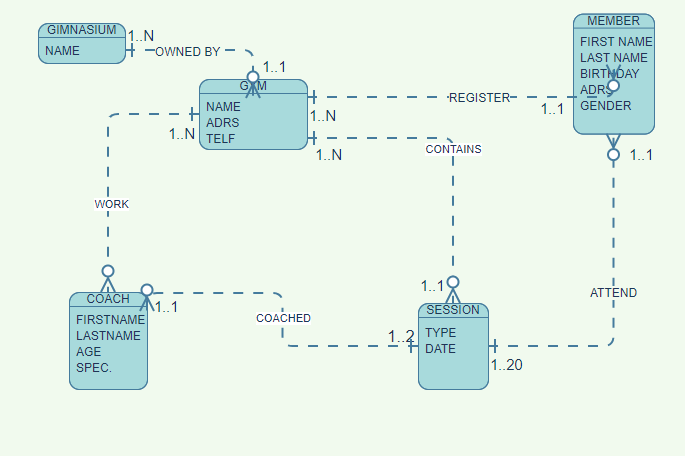 GIMNASIUM
NAME
1..N
OWNED BY
1..1
GYM
NAME
ADRS
TELF
1..N
1..N
1..N
REGISTER
1..1
MEMBER
FIRST NAME
LAST NAME
BIRTHDAY
ADRS
GENDER
1..1
CONTAINS
WORK
ATTEND
COACH
FIRSTNAME
LASTNAME
AGE
SPEC.
1..1
COACHED
1..1
SESSION
TYPE
DATE
1..2
1..20